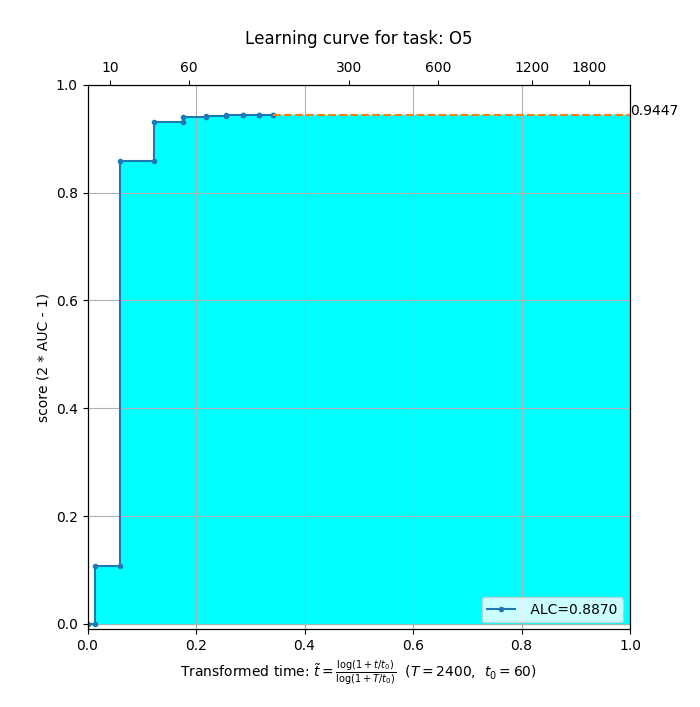 Learning curve for task: O5
10 60 300 600 1200 1800
1.0
0.9447
0.8
0.6
score (2 * AUC - 1)
0.4
0.2
ALC=0.8870
0.0
0.0 0.2 0.4 0.6 0.8 1.0
Transformed time: t̃ = log(1 + t/t₀) / log(1 + T/t₀) (T = 2400, t₀ = 60)